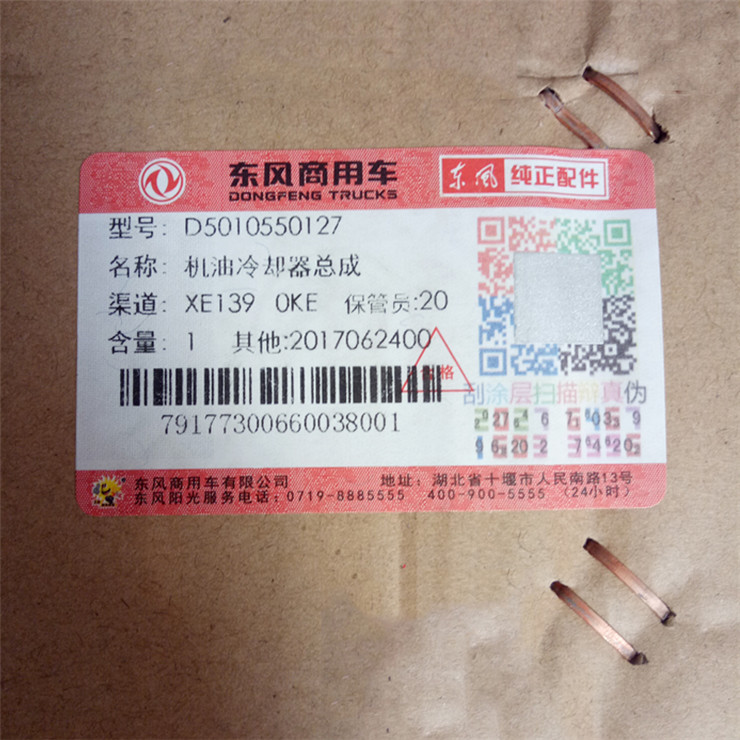 东风商用车
DONGFENG TRUCKS
东风 纯正配件
型号: D5010550127
名称: 机油冷却器总成
渠道: XE139 0KE 保管员:20
含量: 1 其他:2017062400
格
刮涂层扫描辩真伪
79177300660038001
东风商用车有限公司 地址: 湖北省十堰市人民南路13号
东风阳光服务电话: 0719-8885555 400-900-5555 (24小时)